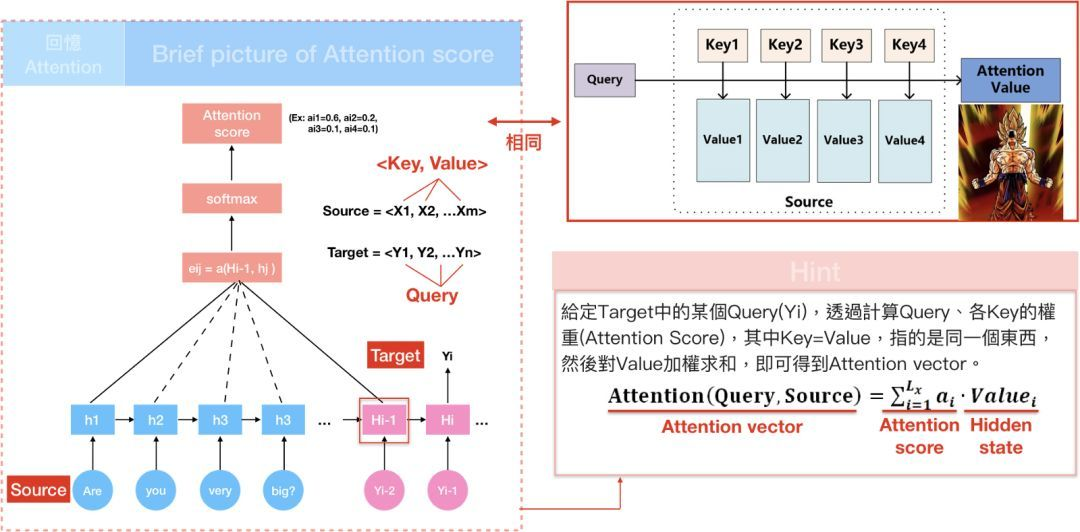 回憶
Attention
Brief picture of Attention score
Attention
score
(Ex: ai1=0.6, ai2=0.2,
ai3=0.1, ai4=0.1)
softmax
<Key, Value>
Source = <X1, X2, …Xm>
Target = <Y1, Y2, …Yn>
Query
eij = a(Hi-1, hj )
Target
Yi
h1
h2
h3
h3
...
Hi-1
Hi
...
Source
Are
you
very
big?
Yi-2
Yi-1
相同
Key1
Key2
Key3
Key4
Query
Attention
Value
Value1
Value2
Value3
Value4
Source
Hint
給定Target中的某個Query(Yi)，透過計算Query、各Key的權
重(Attention Score)，其中Key=Value，指的是同一個東西，
然後對Value加權求和，即可得到Attention vector。
Attention(Query, Source) = ∑_{i=1}^{L_x} a_i · Value_i
Attention vector
Attention
score
Hidden
state